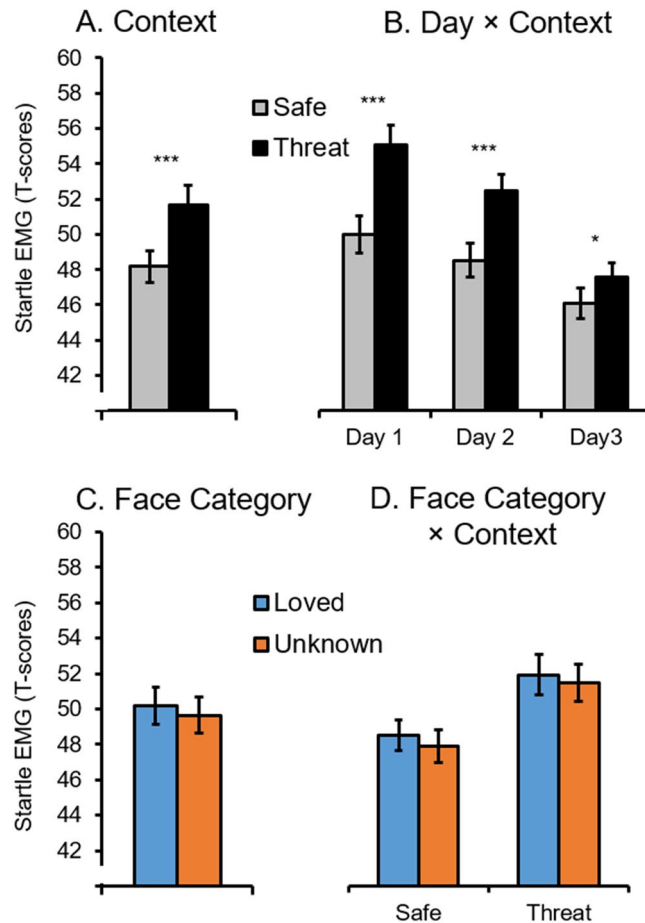 A. Context
B. Day × Context
Startle EMG (T-scores)
60
58
56
54
52
50
48
46
44
42
Safe
Threat
***
***
***
*
Day 1
Day 2
Day3
C. Face Category
D. Face Category
× Context
Startle EMG (T-scores)
60
58
56
54
52
50
48
46
44
42
Loved
Unknown
Safe
Threat